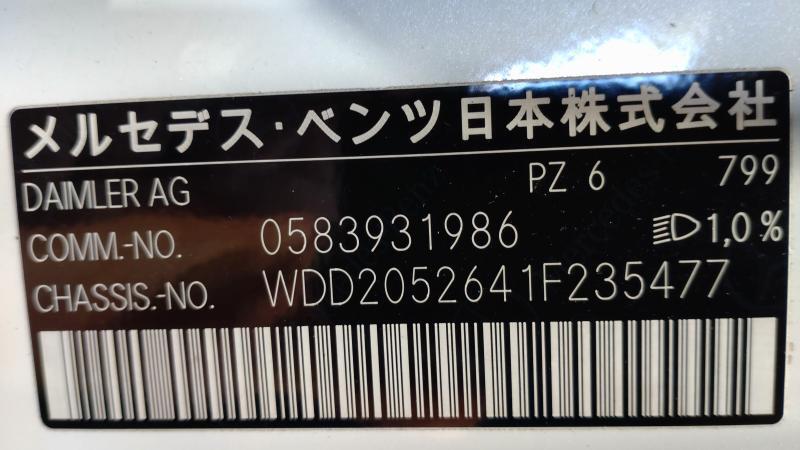 メルセデス・ベンツ日本株式会社
DAIMLER AG PZ 6 799
COMM.-NO. 0583931986 1,0%
CHASSIS.-NO. WDD2052641F235477